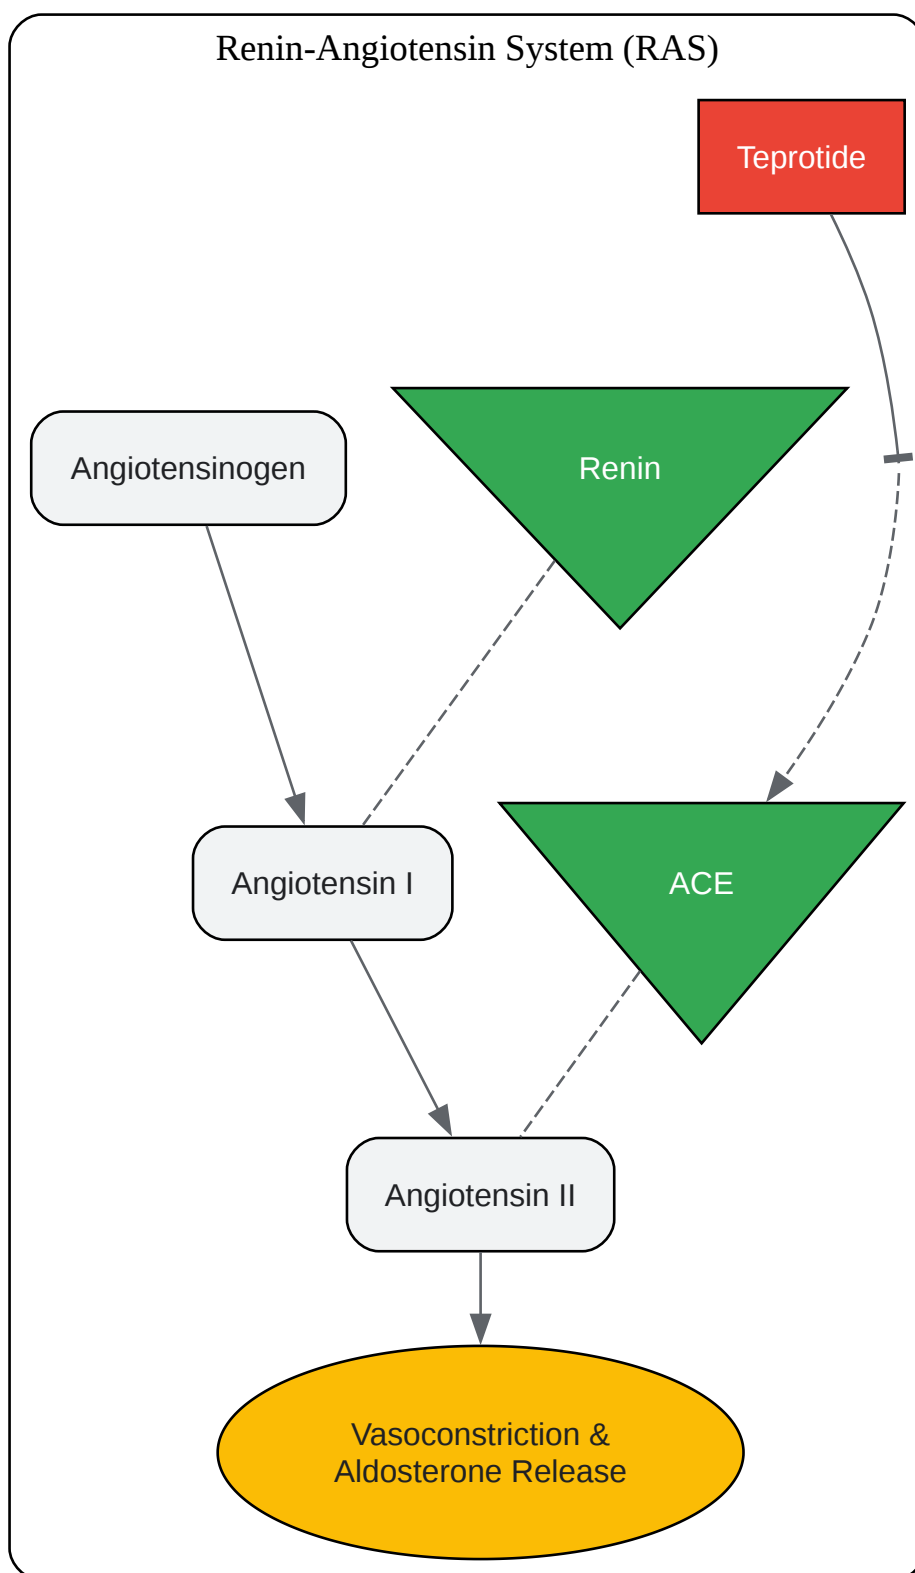 Renin-Angiotensin System (RAS)
Teprotide
Angiotensinogen
Renin
Angiotensin I
ACE
Angiotensin II
Vasoconstriction &
Aldosterone Release